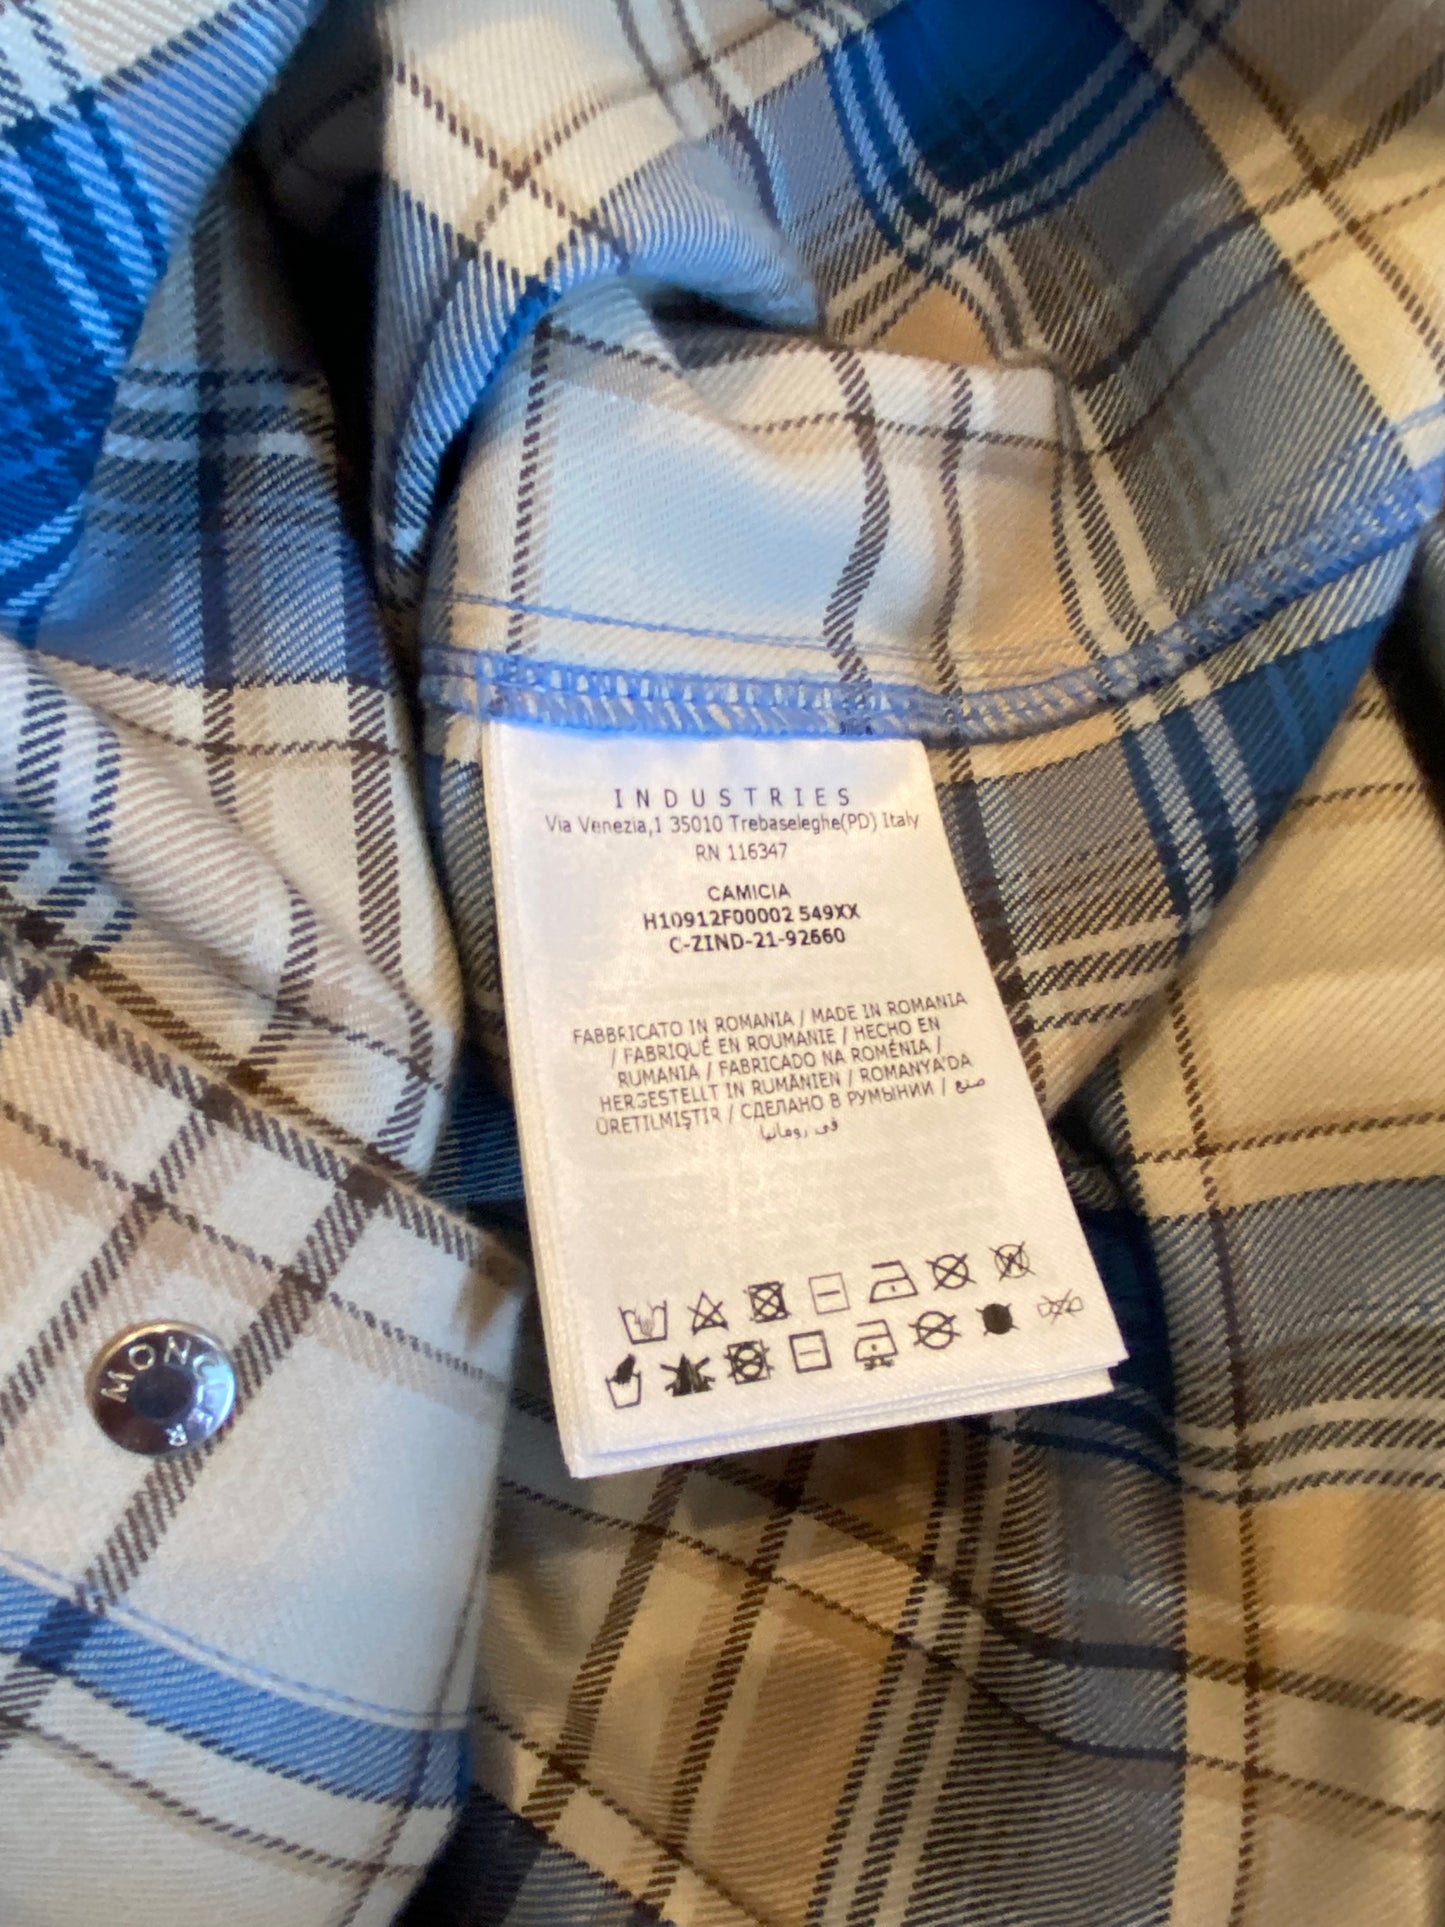 INDUSTRIES
Via Venezia,1 35010 Trebaseleghe(PD) Italy
RN 116347
CAMICIA
H10912F00002 549XX
C-ZIND-21-92660
FABBRICATO IN ROMANIA / MADE IN ROMANIA
/ FABRIQUÉ EN ROUMANIE / HECHO EN
RUMANIA / FABRICADO NA ROMÉNIA /
HERGESTELLT IN RUMÄNIEN / ROMANYA'DA
ÜRETILMIŞTIR / СДЕЛАНО В РУМЫНИИ / صنع
في رومانيا
MONCLER